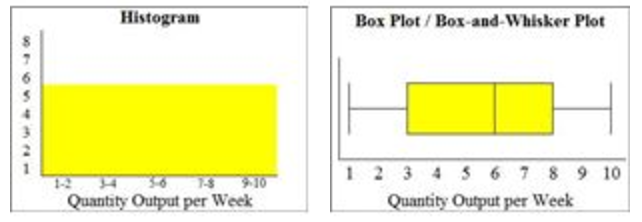 Histogram
8
7
6
5
4
3
2
1
1-2 3-4 5-6 7-8 9-10
Quantity Output per Week
Box Plot / Box-and-Whisker Plot
1 2 3 4 5 6 7 8 9 10
Quantity Output per Week